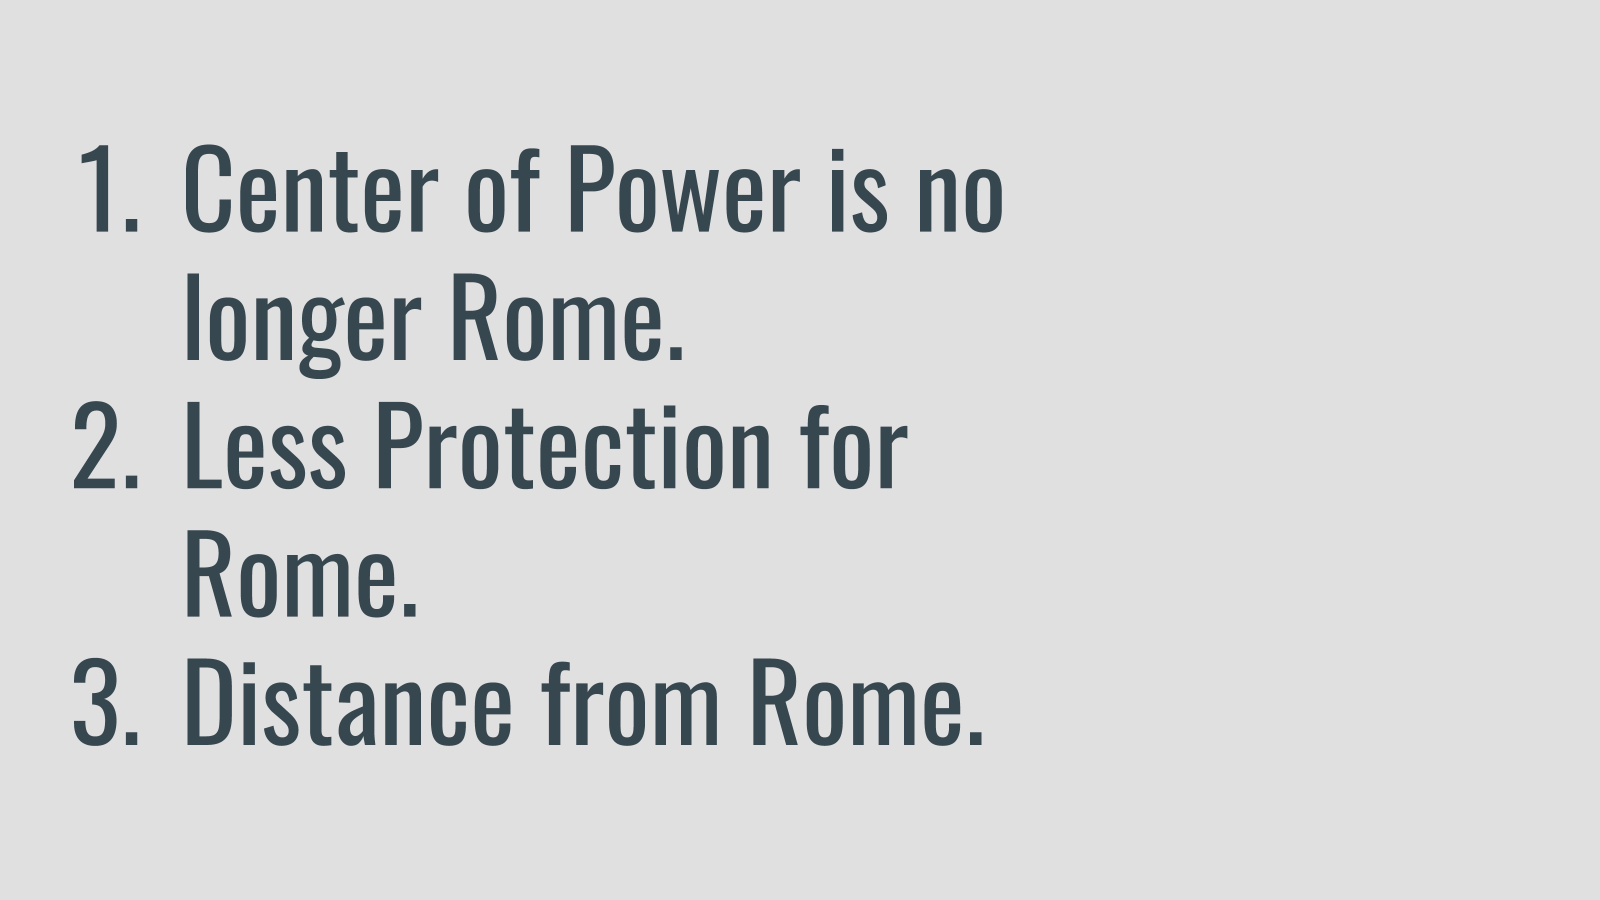 1. Center of Power is no
longer Rome.
2. Less Protection for
Rome.
3. Distance from Rome.